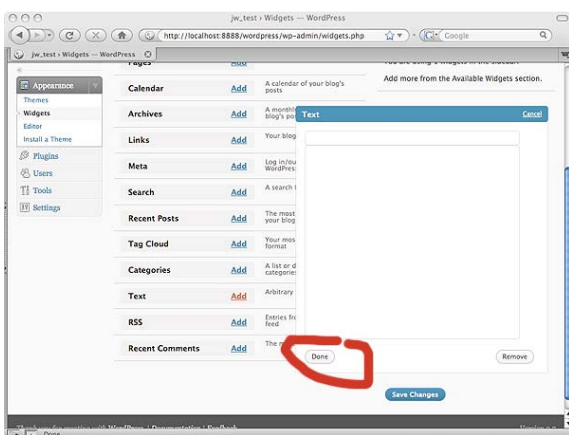 jw_test › Widgets — WordPress
http://localhost:8888/wordpress/wp-admin/widgets.php
Google
jw_test › Widgets — WordPress
Pages Add
Add more from the Available Widgets section.
Appearance
Themes
Widgets
Editor
Install a Theme
Plugins
Users
Tools
Settings
Calendar Add A calendar of your blog's
posts
Archives Add A monthl
blog's po
Links Add Your blog
Meta Add Log in/ou
WordPres
Search Add A search f
Recent Posts Add The most
your blog
Tag Cloud Add Your mos
format
Categories Add A list or d
categorie
Text Add Arbitrary
RSS Add Entries fro
feed
Recent Comments Add The m
Text Cancel
Done Remove
Save Changes
Done